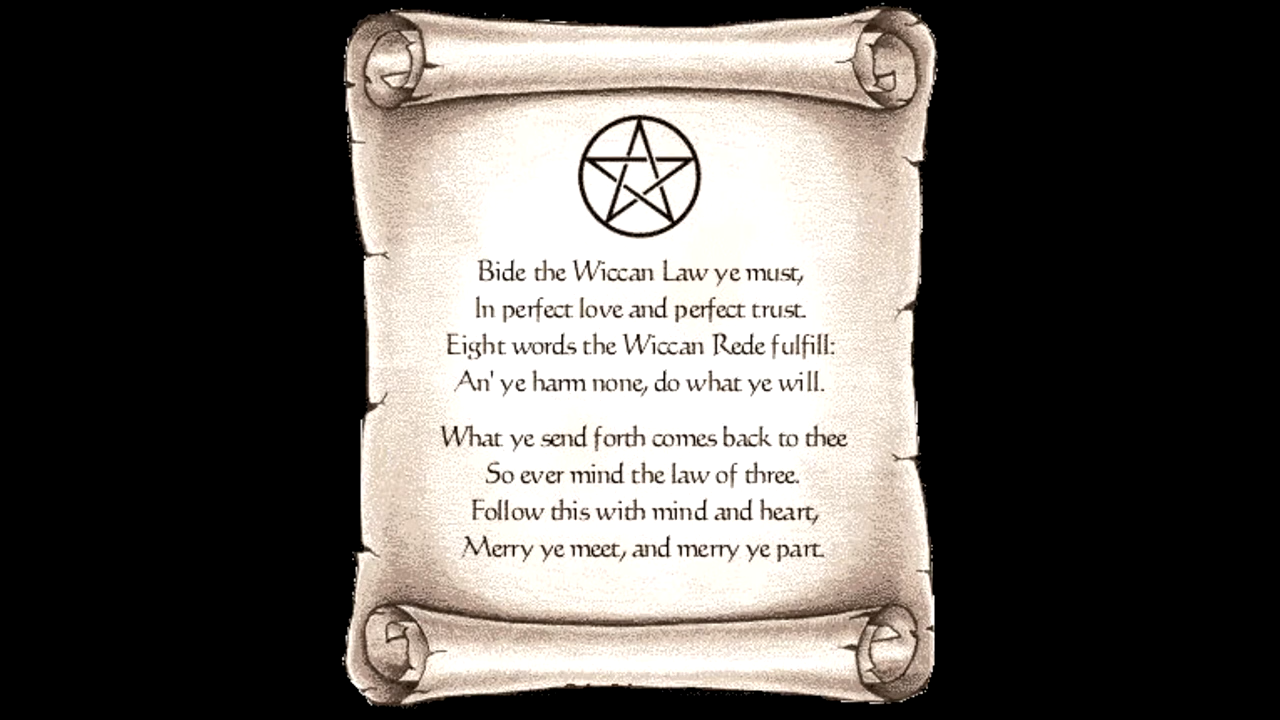 Bide the Wiccan Law ye must,
In perfect love and perfect trust.
Eight words the Wiccan Rede fulfill:
An' ye harm none, do what ye will.
What ye send forth comes back to thee
So ever mind the law of three.
Follow this with mind and heart,
Merry ye meet, and merry ye part.